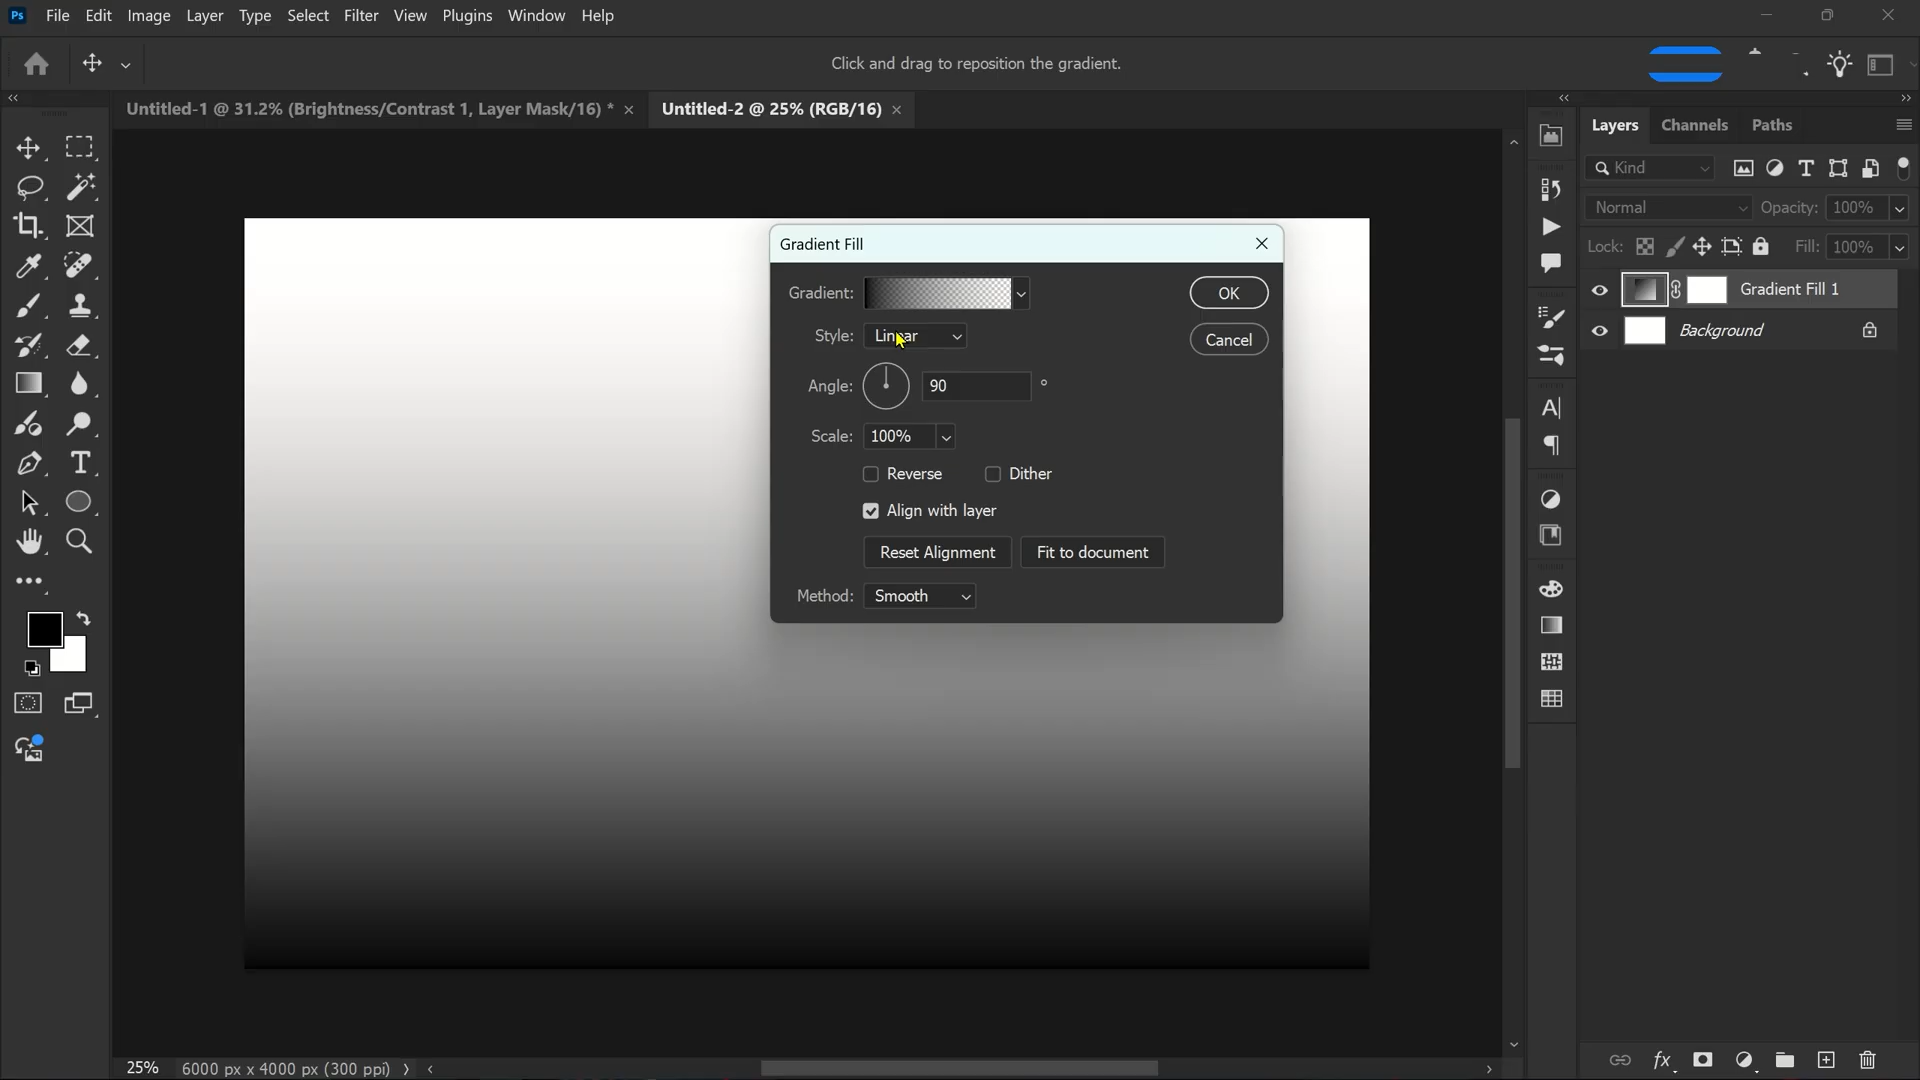 Ps File Edit Image Layer Type Select Filter View Plugins Window Help
Click and drag to reposition the gradient.
Untitled-1 @ 31.2% (Brightness/Contrast 1, Layer Mask/16) * × Untitled-2 @ 25% (RGB/16) ×
Layers Channels Paths
Kind
Normal Opacity: 100%
Lock: Fill: 100%
Gradient Fill 1
Background
Gradient Fill
Gradient: OK
Style: Linear Cancel
Angle: 90 °
Scale: 100%
Reverse Dither
Align with layer
Reset Alignment Fit to document
Method: Smooth
25% 6000 px x 4000 px (300 ppi)